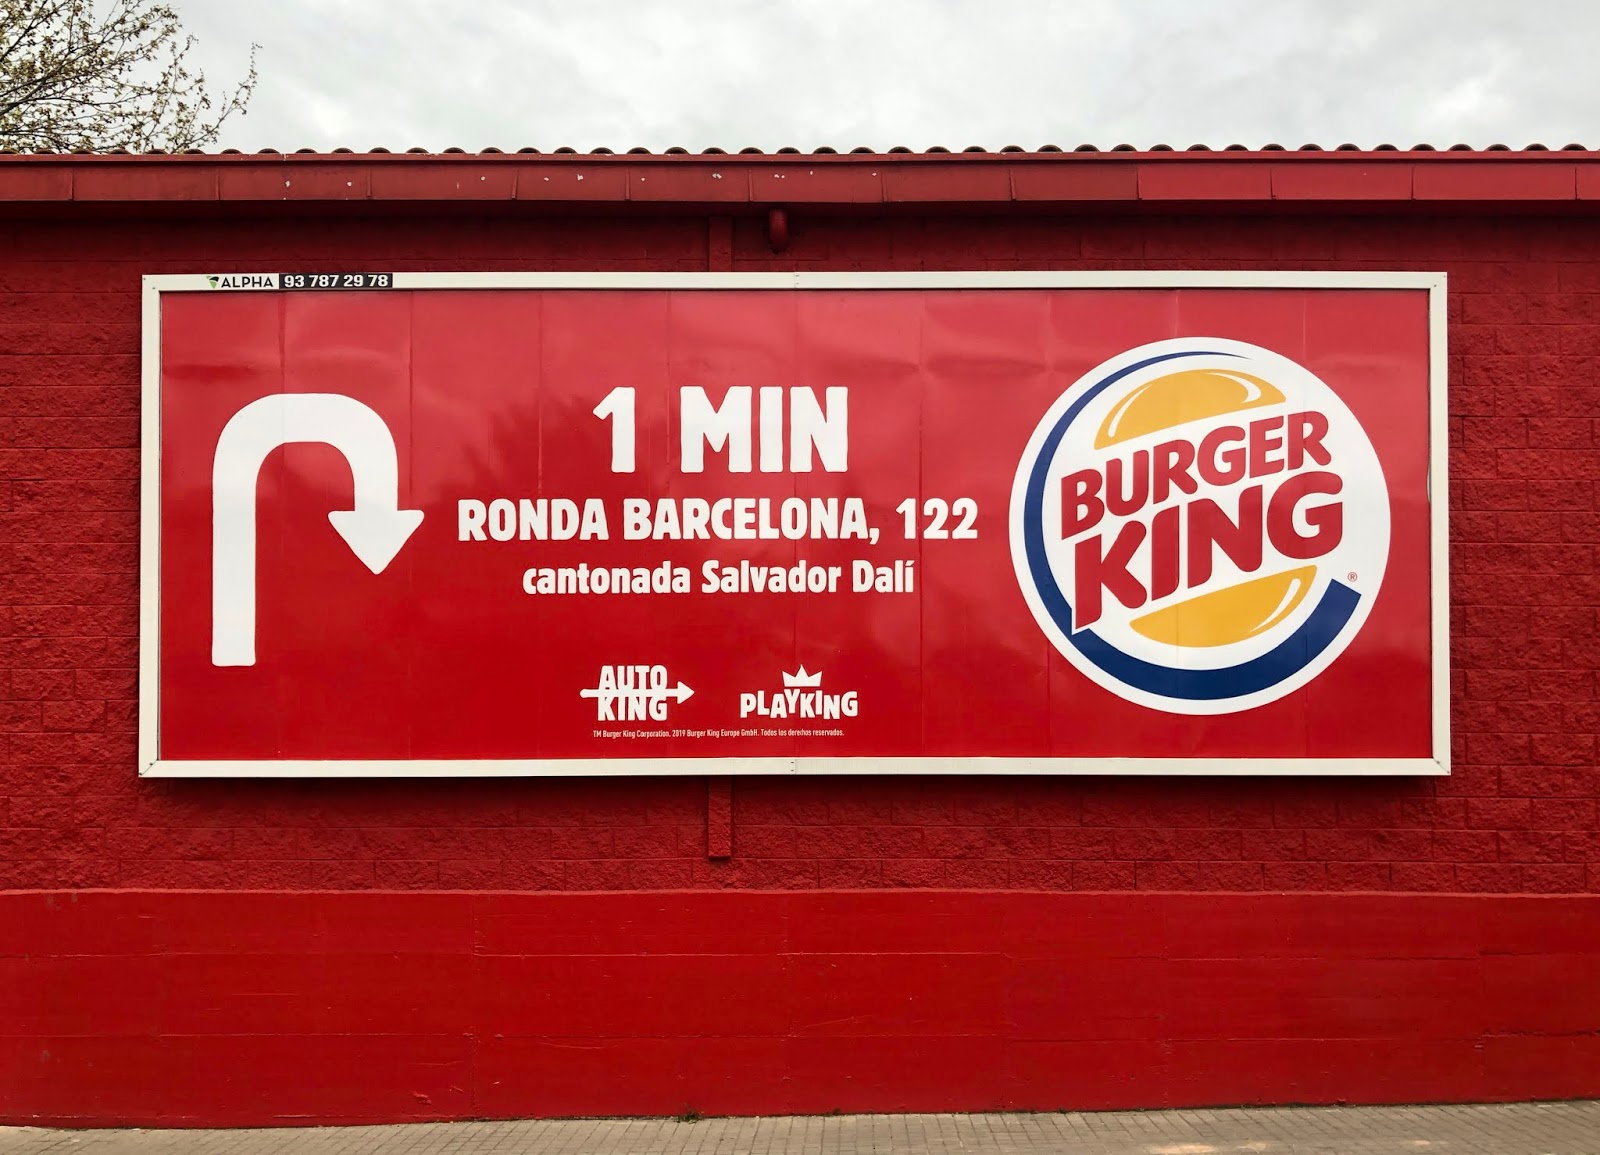 ALPHA 93 787 29 78
1 MIN
RONDA BARCELONA, 122
cantonada Salvador Dalí
AUTO
KING
PLAYKING
TM Burger King Corporation. 2019 Burger King Europe GmbH. Todos los derechos reservados.
BURGER
KING
®